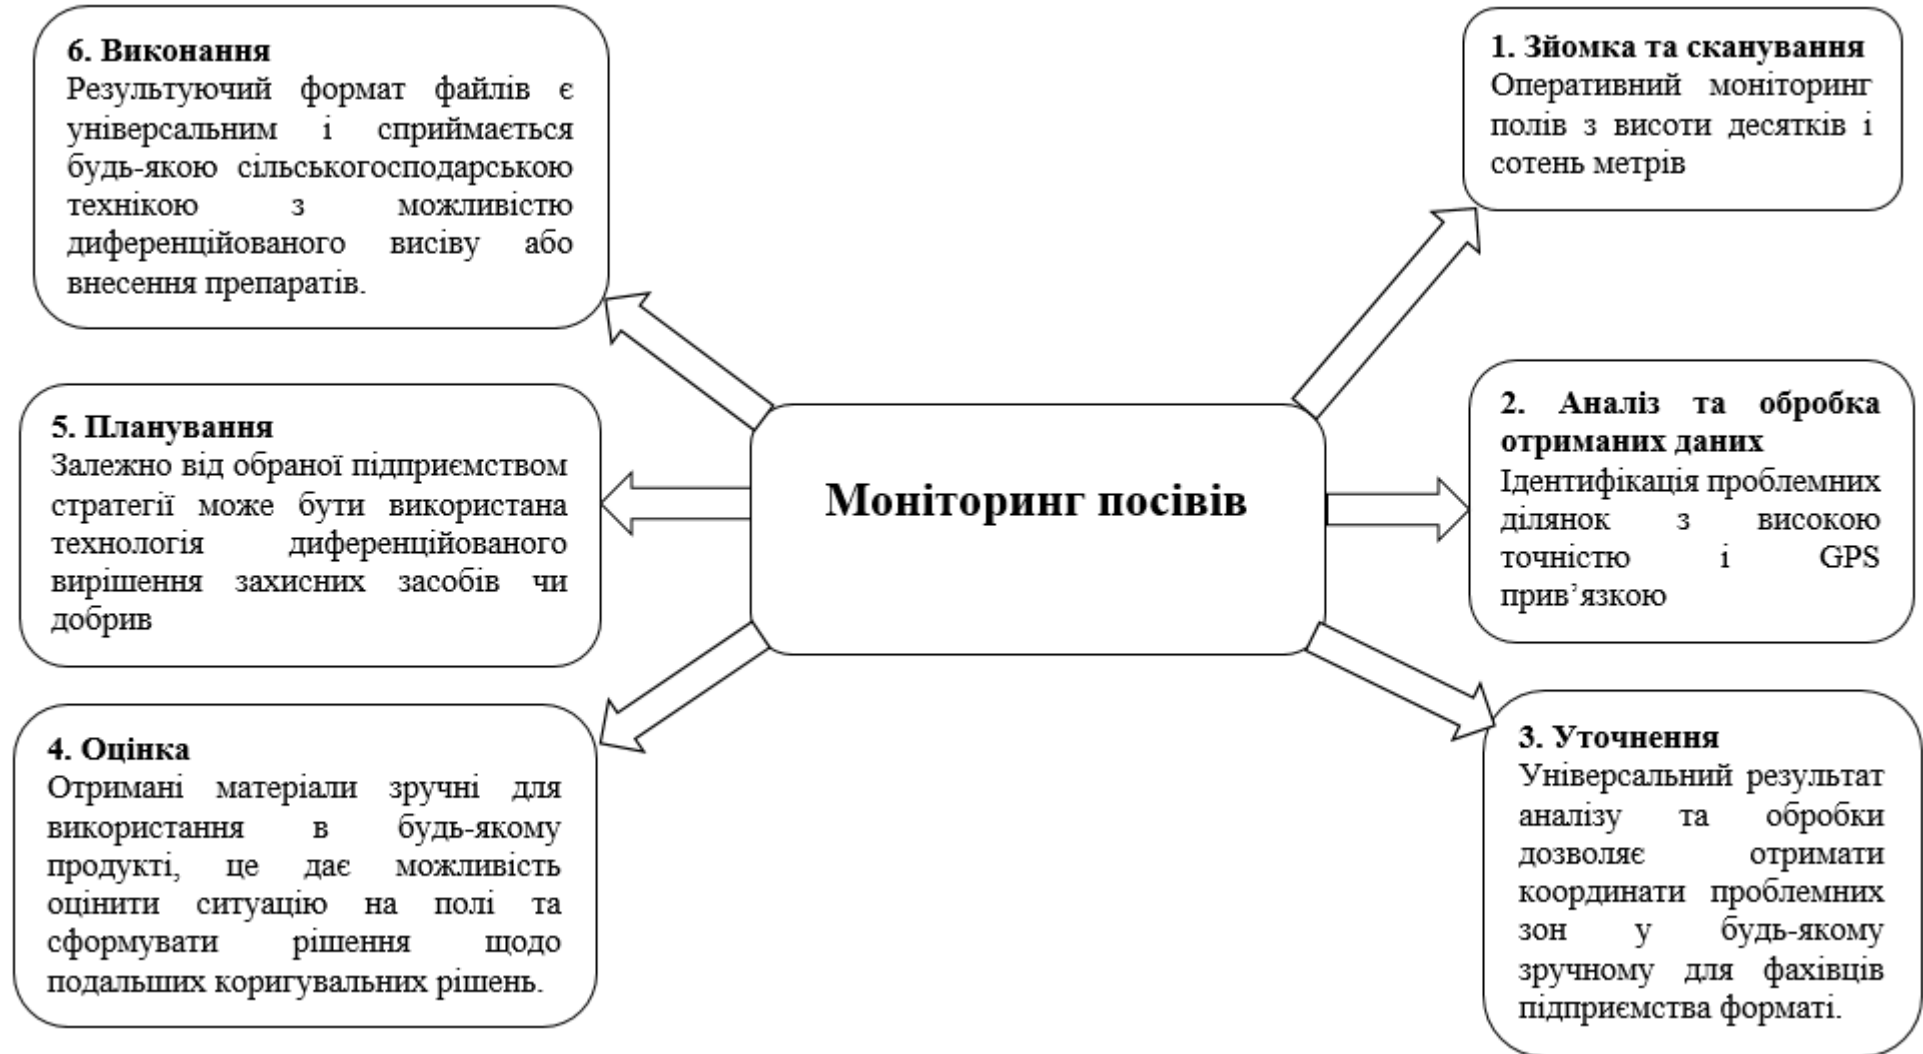 6. Виконання
Результуючий формат файлів є
універсальним і сприймається
будь-якою сільськогосподарською
технікою з можливістю
диференційованого висіву або
внесення препаратів.
1. Зйомка та сканування
Оперативний моніторинг
полів з висоти десятків і
сотень метрів
5. Планування
Залежно від обраної підприємством
стратегії може бути використана
технологія диференційованого
вирішення захисних засобів чи
добрив
Моніторинг посівів
2. Аналіз та обробка
отриманих даних
Ідентифікація проблемних
ділянок з високою
точністю і GPS
прив’язкою
4. Оцінка
Отримані матеріали зручні для
використання в будь-якому
продукті, це дає можливість
оцінити ситуацію на полі та
сформувати рішення щодо
подальших коригувальних рішень.
3. Уточнення
Універсальний результат
аналізу та обробки
дозволяє отримати
координати проблемних
зон у будь-якому
зручному для фахівців
підприємства форматі.